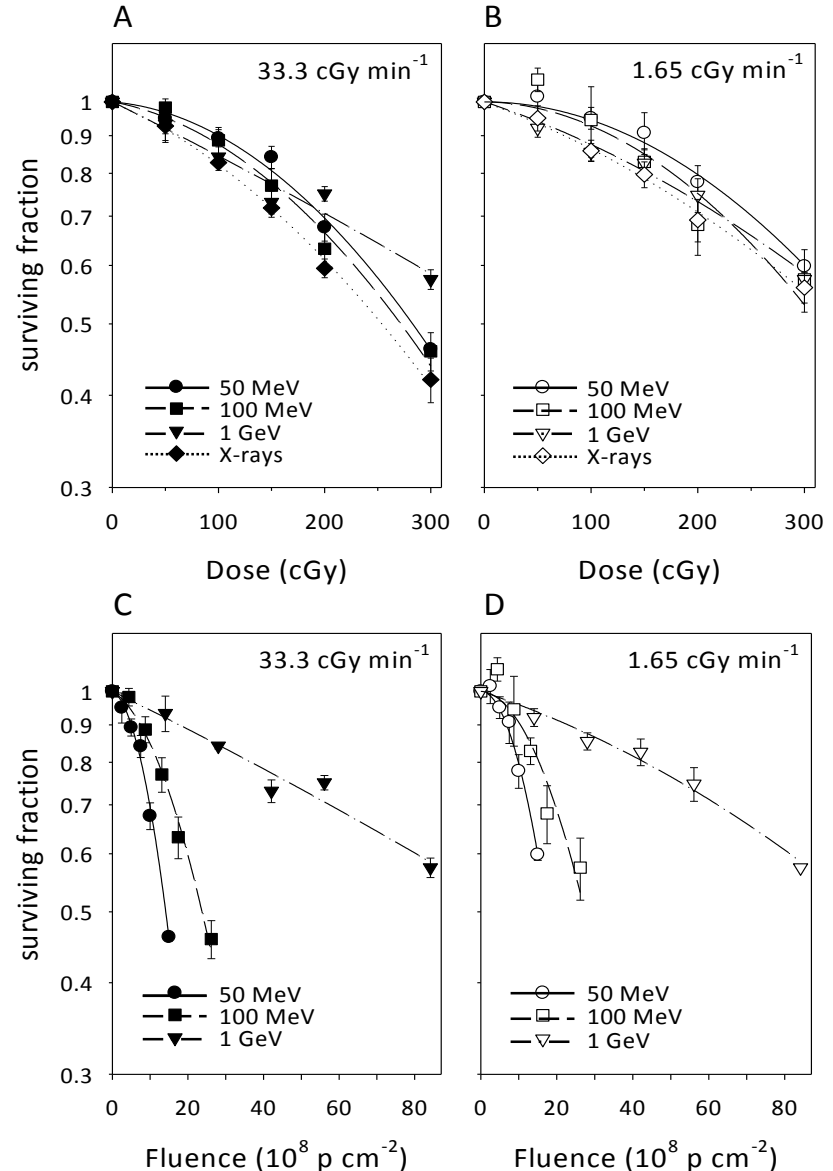 A
B
33.3 cGy min-1
1.65 cGy min-1
surviving fraction
1
0.9
0.8
0.7
0.6
0.5
0.4
0.3
50 MeV
100 MeV
1 GeV
X-rays
50 MeV
100 MeV
1 GeV
X-rays
0 100 200 300
0 100 200 300
Dose (cGy)
Dose (cGy)
C
D
33.3 cGy min-1
1.65 cGy min-1
surviving fraction
1
0.9
0.8
0.7
0.6
0.5
0.4
0.3
50 MeV
100 MeV
1 GeV
50 MeV
100 MeV
1 GeV
0 20 40 60 80
0 20 40 60 80
Fluence (108 p cm-2)
Fluence (108 p cm-2)